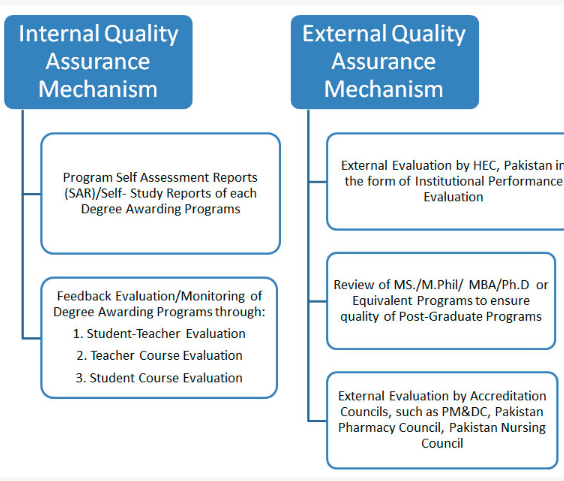 Internal Quality
Assurance
Mechanism
Program Self Assessment Reports
(SAR)/Self- Study Reports of each
Degree Awarding Programs
Feedback Evaluation/Monitoring of
Degree Awarding Programs through:
1. Student-Teacher Evaluation
2. Teacher Course Evaluation
3. Student Course Evaluation
External Quality
Assurance
Mechanism
External Evaluation by HEC, Pakistan in
the form of Institutional Performance
Evaluation
Review of MS./M.Phil/ MBA/Ph.D or
Equivalent Programs to ensure
quality of Post-Graduate Programs
External Evaluation by Accreditation
Councils, such as PM&DC, Pakistan
Pharmacy Council, Pakistan Nursing
Council